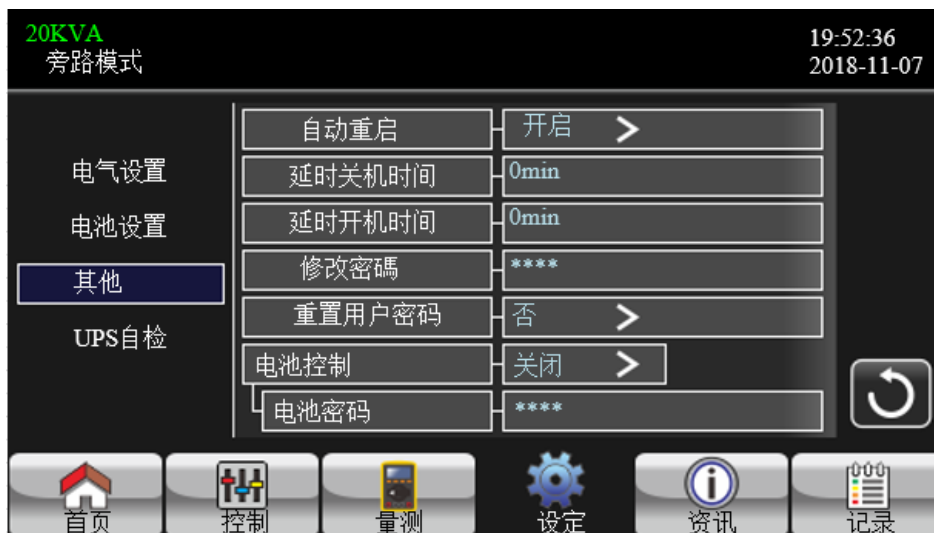 20KVA
旁路模式
19:52:36
2018-11-07
电气设置
电池设置
其他
UPS自检
自动重启 开启
延时关机时间 0min
延时开机时间 0min
修改密碼 ****
重置用户密码 否
电池控制 关闭
电池密码 ****
首页 控制 量测 设定 资讯 记录